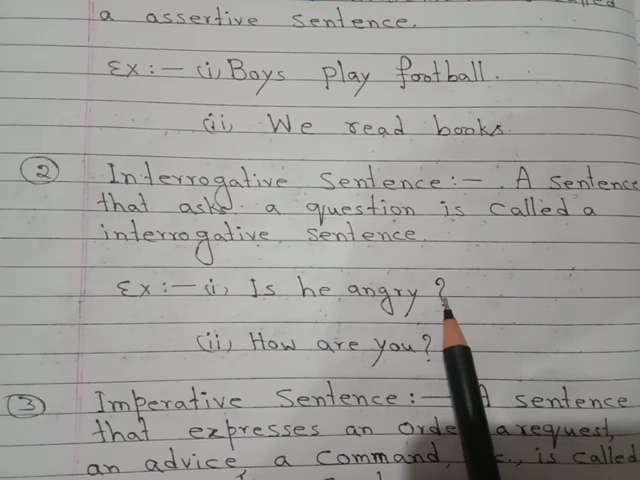 a assertive sentence.
Ex:- (i) Boys play football.
(ii) We read books.
② Interrogative Sentence:- A sentence
that asks a question is called a
interrogative sentence.
Ex:- (i) Is he angry ?
(ii) How are you?
③ Imperative Sentence:- A sentence
that expresses an order, a request,
an advice, a command, etc., is called